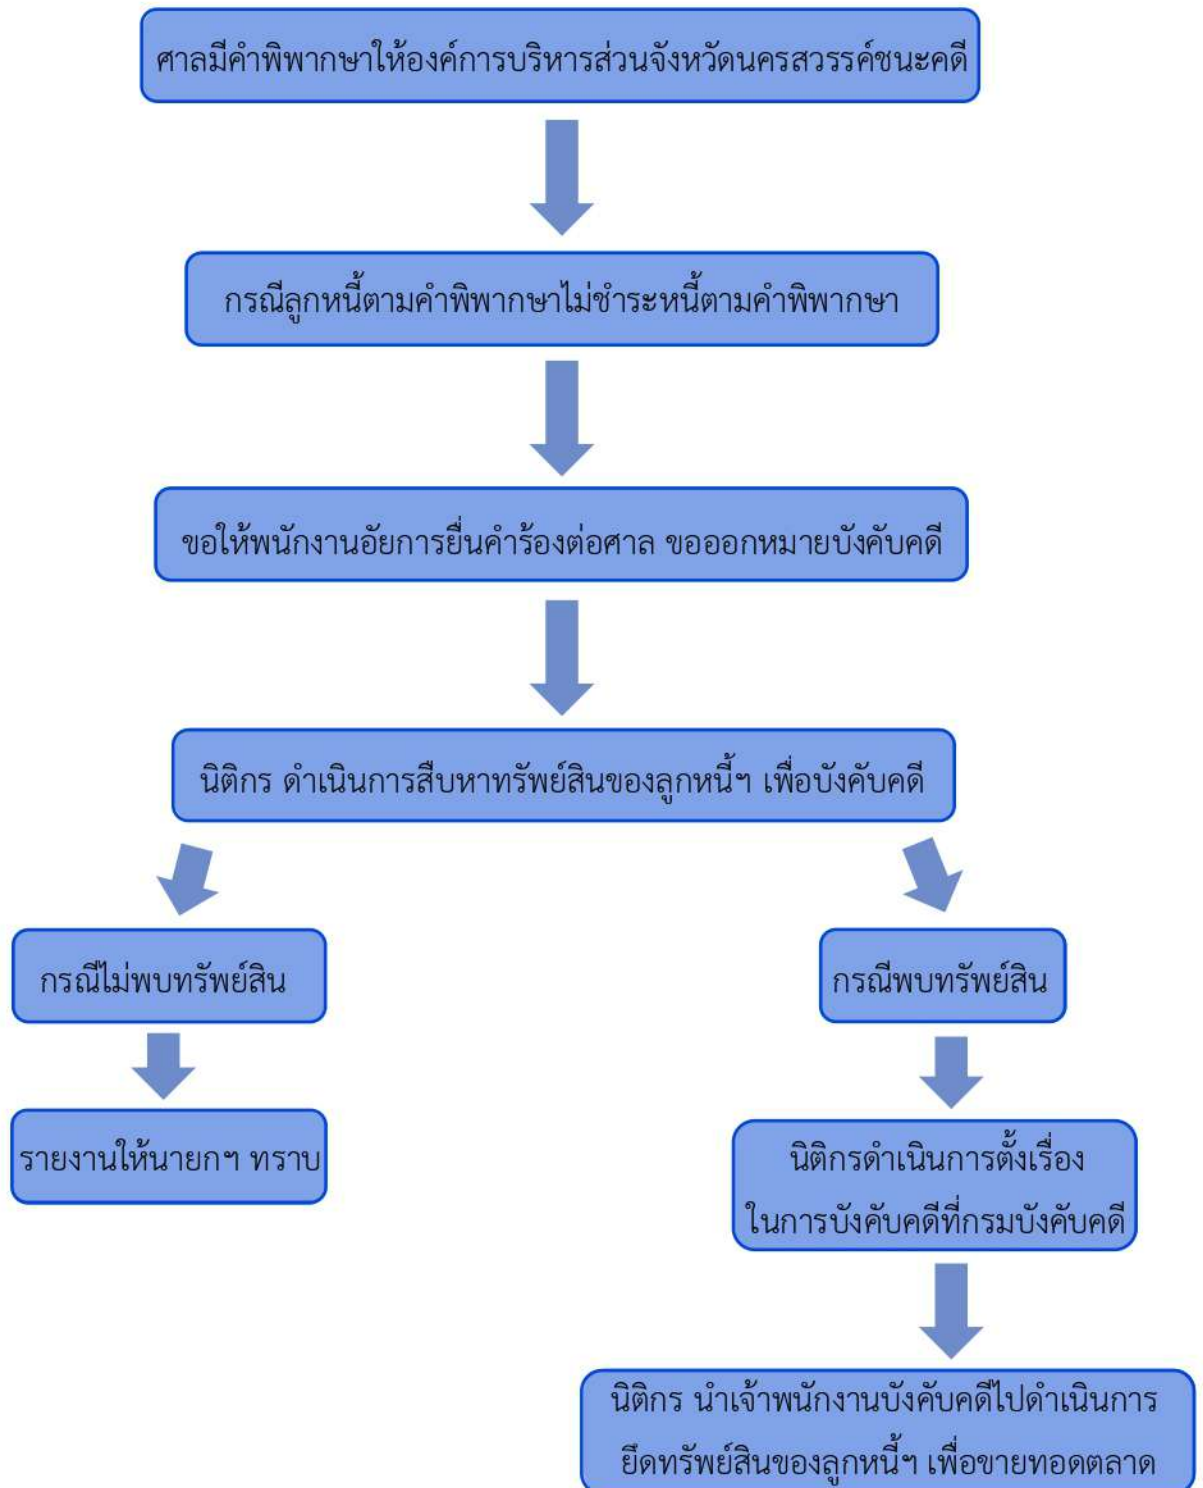 ศาลมีคำพิพากษาให้องค์การบริหารส่วนจังหวัดนครสวรรค์ชนะคดี
กรณีลูกหนี้ตามคำพิพากษาไม่ชำระหนี้ตามคำพิพากษา
ขอให้พนักงานอัยการยื่นคำร้องต่อศาล ขอออกหมายบังคับคดี
นิติกร ดำเนินการสืบหาทรัพย์สินของลูกหนี้ฯ เพื่อบังคับคดี
กรณีไม่พบทรัพย์สิน
กรณีพบทรัพย์สิน
รายงานให้นายกฯ ทราบ
นิติกรดำเนินการตั้งเรื่อง
ในการบังคับคดีที่กรมบังคับคดี
นิติกร นำเจ้าพนักงานบังคับคดีไปดำเนินการ
ยึดทรัพย์สินของลูกหนี้ฯ เพื่อขายทอดตลาด